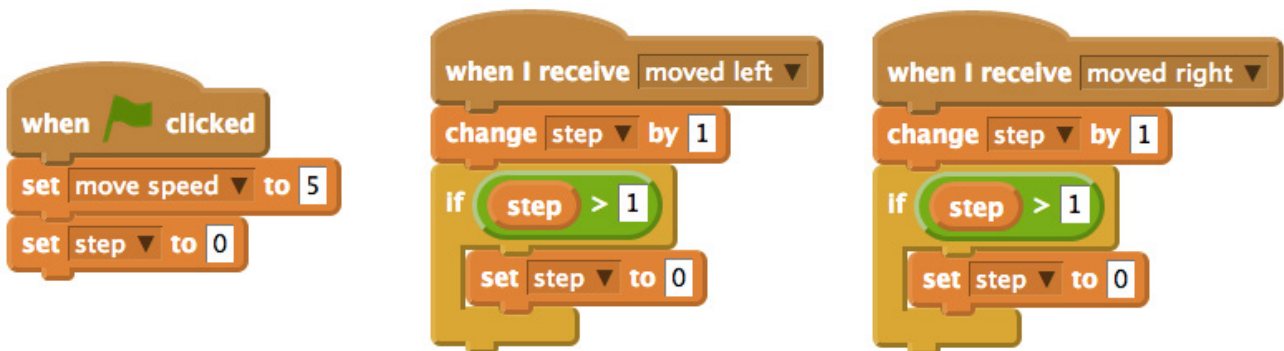 when clicked
set move speed ▼ to 5
set step ▼ to 0
when I receive moved left ▼
change step ▼ by 1
if step > 1
set step ▼ to 0
when I receive moved right ▼
change step ▼ by 1
if step > 1
set step ▼ to 0